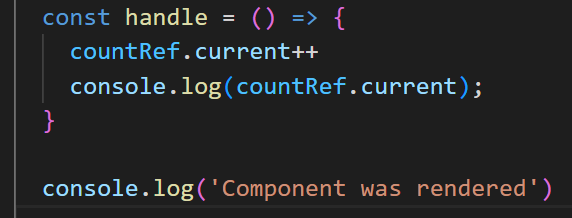 const handle = () => {
countRef.current++
console.log(countRef.current);
}
console.log('Component was rendered')